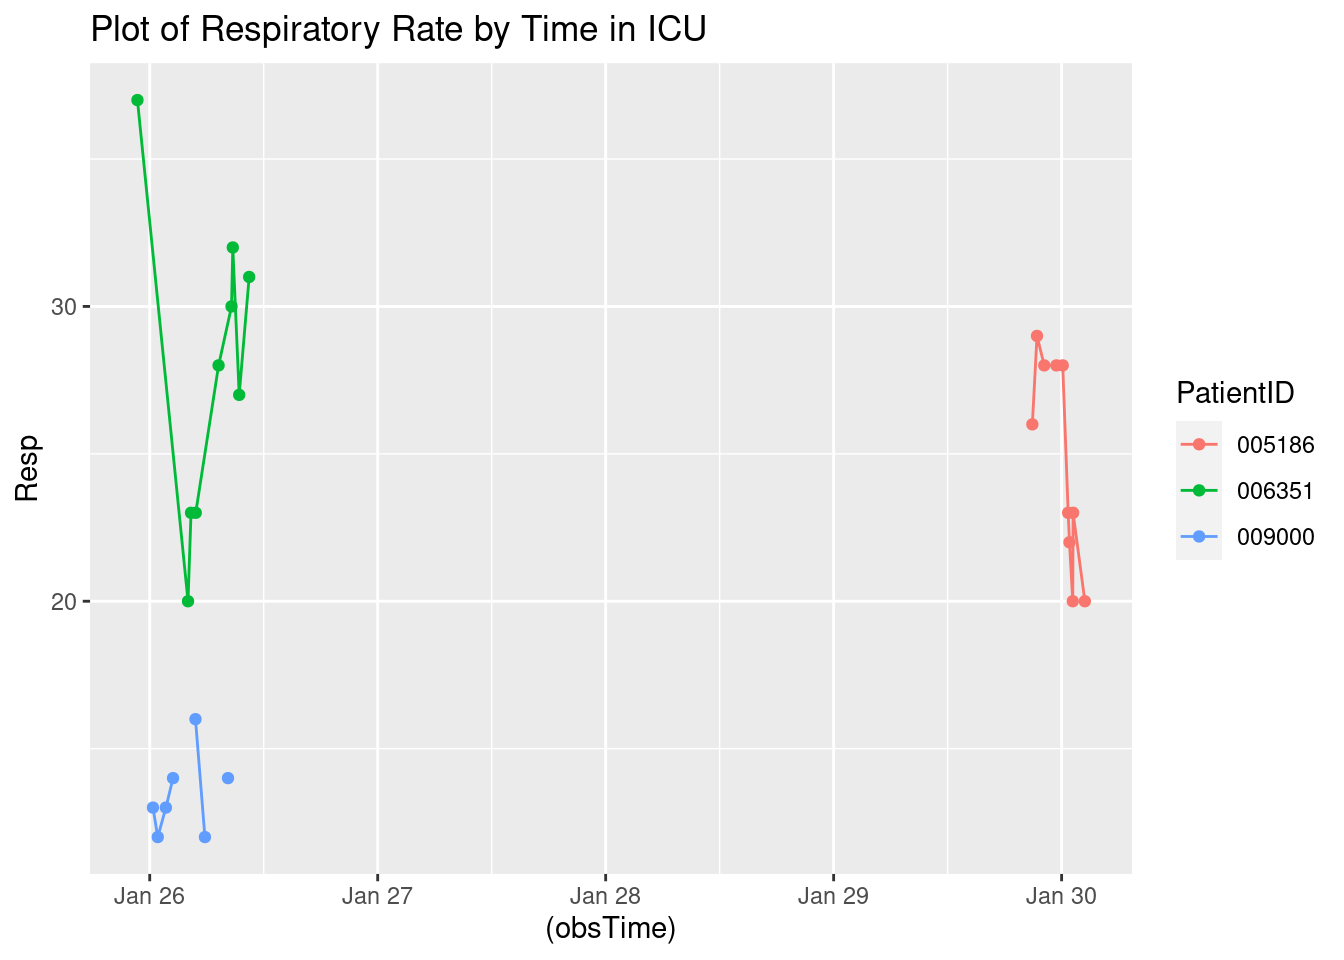 Plot of Respiratory Rate by Time in ICU
Resp
30
20
Jan 26
Jan 27
Jan 28
Jan 29
Jan 30
(obsTime)
PatientID
005186
006351
009000